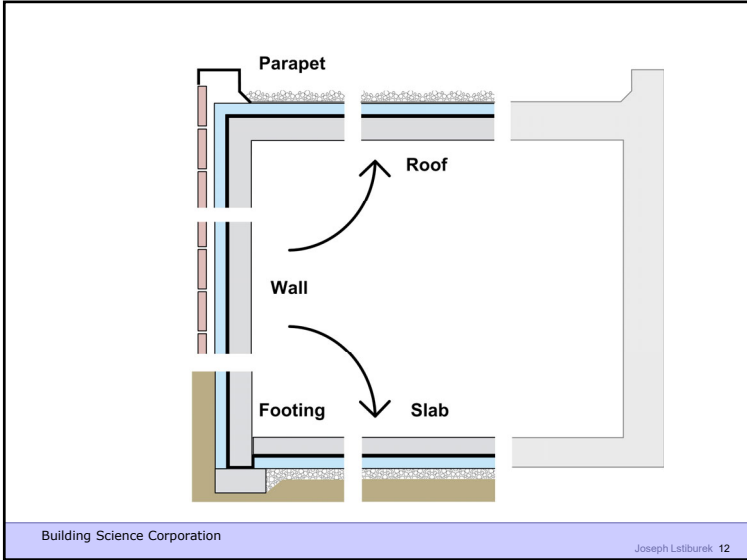 Parapet
Roof
Wall
Footing Slab
Building Science Corporation
Joseph Lstiburek 12